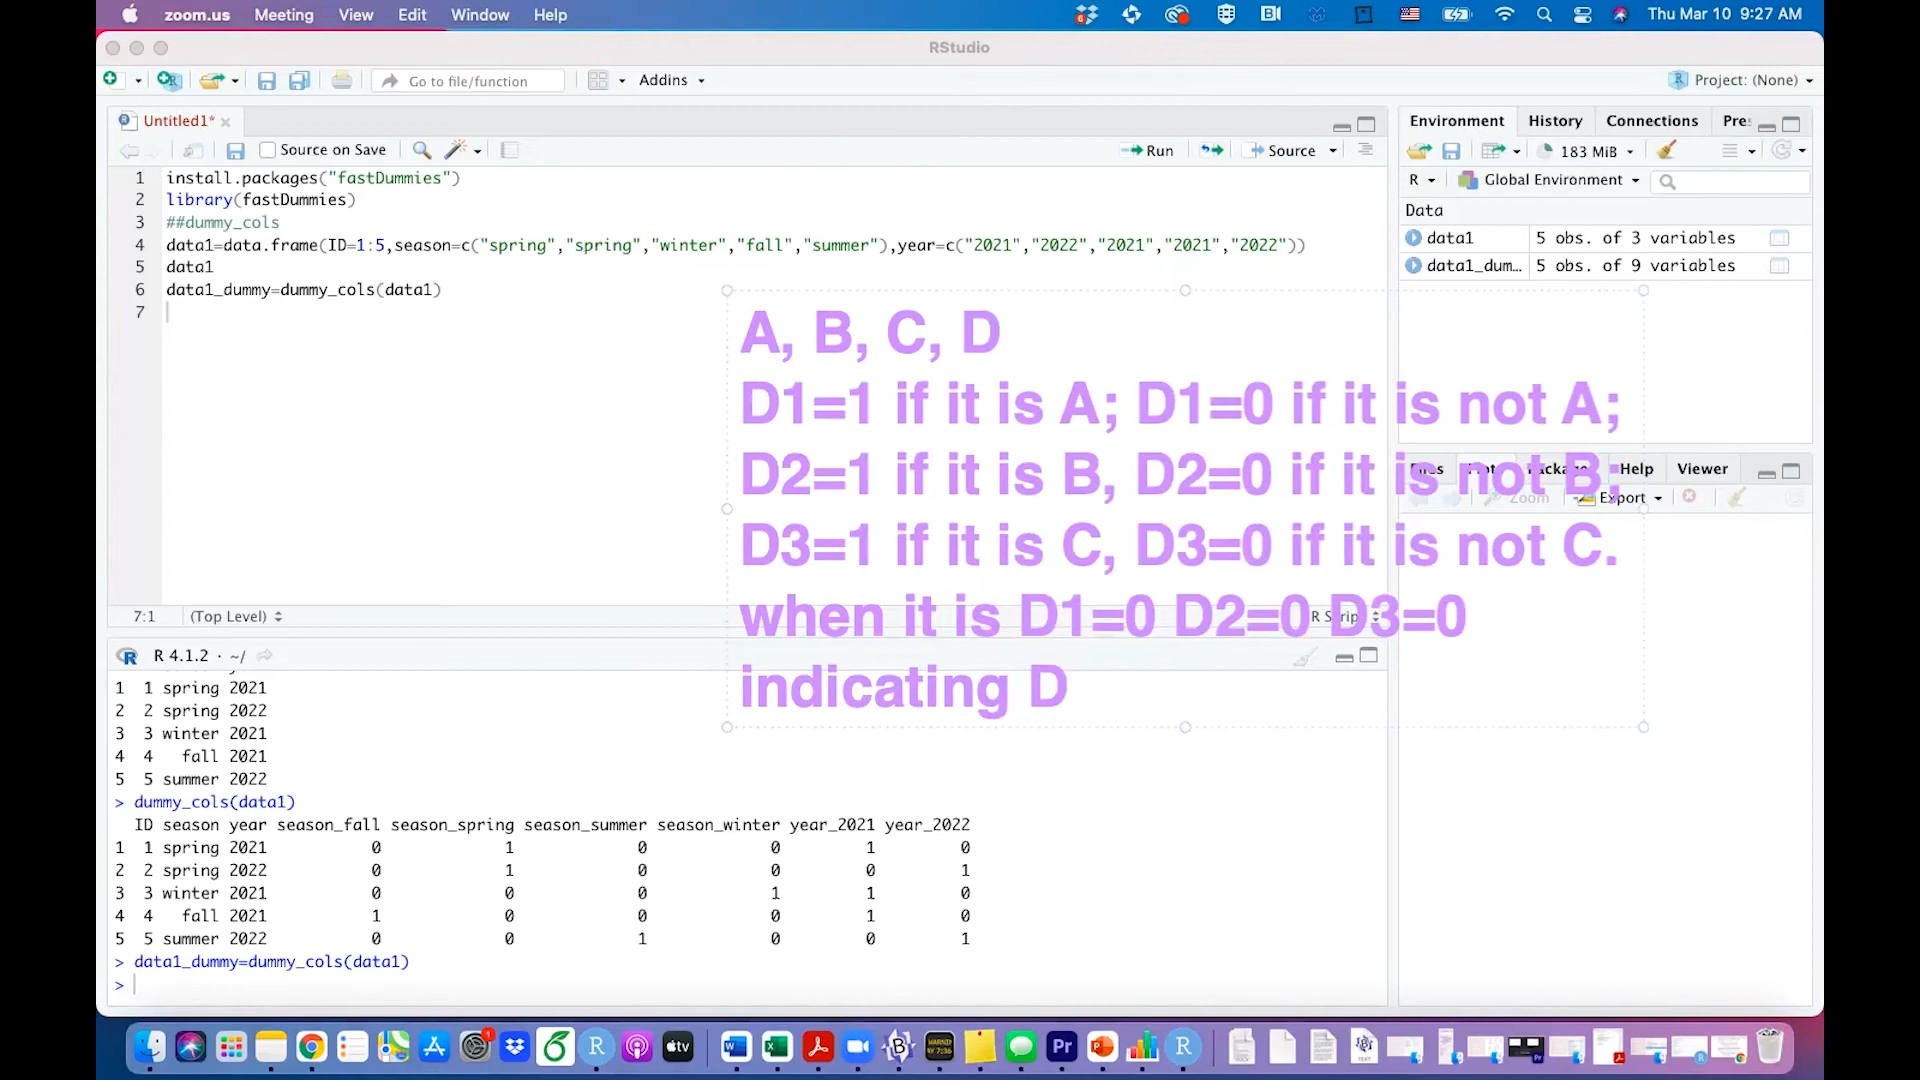 zoom.us Meeting View Edit Window Help Thu Mar 10 9:27 AM
RStudio
Go to file/function Addins Project: (None)
Untitled1*
Source on Save Run Source
1 install.packages("fastDummies")
2 library(fastDummies)
3 ##dummy_cols
4 data1=data.frame(ID=1:5,season=c("spring","spring","winter","fall","summer"),year=c("2021","2022","2021","2021","2022"))
5 data1
6 data1_dummy=dummy_cols(data1)
7
7:1 (Top Level) R Scrip
A, B, C, D
D1=1 if it is A; D1=0 if it is not A;
D2=1 if it is B, D2=0 if it is not B;
D3=1 if it is C, D3=0 if it is not C.
when it is D1=0 D2=0 D3=0
indicating D
Environment History Connections Pre
183 MiB
R Global Environment
Data
data1 5 obs. of 3 variables
data1_dum… 5 obs. of 9 variables
Help Viewer
Zoom Export
R 4.1.2 · ~/
1 1 spring 2021
2 2 spring 2022
3 3 winter 2021
4 4 fall 2021
5 5 summer 2022
> dummy_cols(data1)
ID season year season_fall season_spring season_summer season_winter year_2021 year_2022
1 1 spring 2021 0 1 0 0 1 0
2 2 spring 2022 0 1 0 0 0 1
3 3 winter 2021 0 0 0 1 1 0
4 4 fall 2021 1 0 0 0 1 0
5 5 summer 2022 0 0 1 0 0 1
> data1_dummy=dummy_cols(data1)
>
tv
Pr